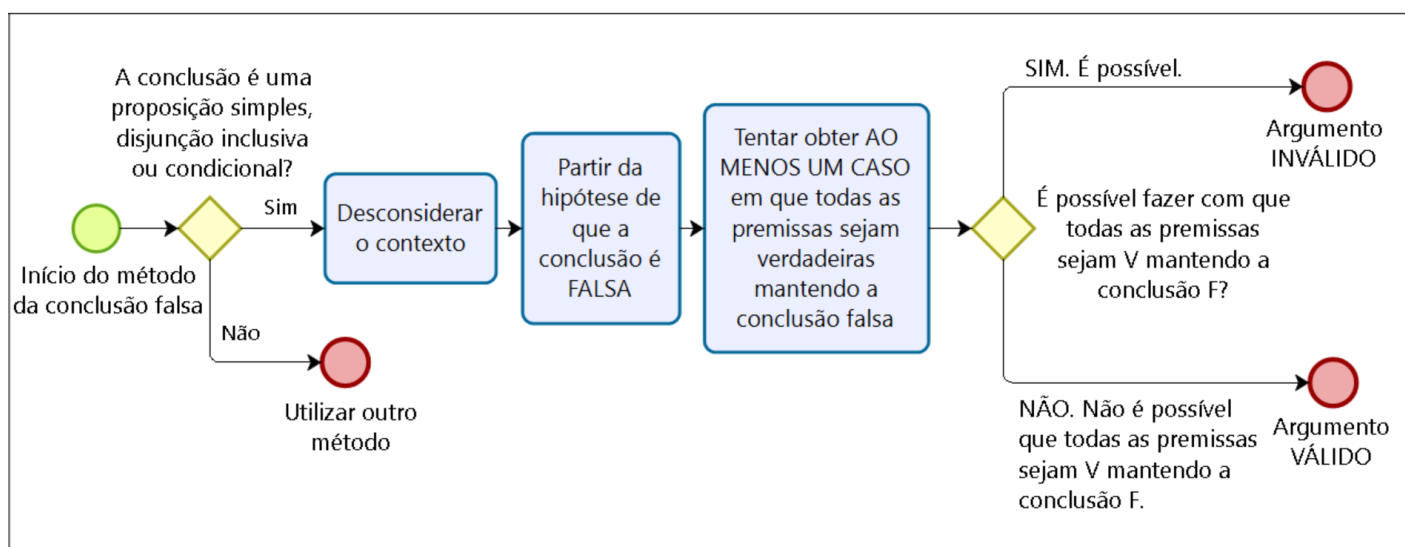 A conclusão é uma
proposição simples,
disjunção inclusiva
ou condicional?
Início do método
da conclusão falsa
Sim
Não
Utilizar outro
método
Desconsiderar
o contexto
Partir da
hipótese de
que a
conclusão é
FALSA
Tentar obter AO
MENOS UM CASO
em que todas as
premissas sejam
verdadeiras
mantendo a
conclusão falsa
É possível fazer com que
todas as premissas
sejam V mantendo a
conclusão F?
SIM. É possível.
Argumento
INVÁLIDO
NÃO. Não é possível
que todas as premissas
sejam V mantendo a
conclusão F.
Argumento
VÁLIDO